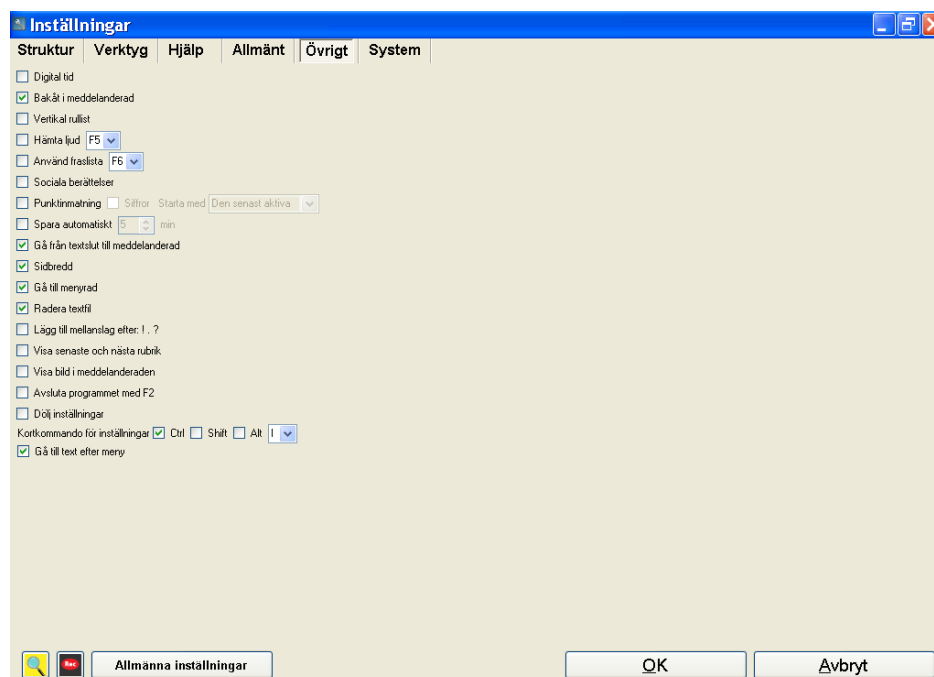 Inställningar
Struktur Verktyg Hjälp Allmänt Övrigt System
Digital tid
Bakåt i meddelanderad
Vertikal rullist
Hämta ljud F5
Använd fraslista F6
Sociala berättelser
Punktinmatning Siffror Starta med Den senast aktiva
Spara automatiskt 5 min
Gå från textslut till meddelanderad
Sidbredd
Gå till menyrad
Radera textfil
Lägg till mellanslag efter: ! . ?
Visa senaste och nästa rubrik
Visa bild i meddelanderaden
Avsluta programmet med F2
Dölj inställningar
Kortkommando för inställningar Ctrl Shift Alt I
Gå till text efter meny
Rec Allmänna inställningar OK Avbryt